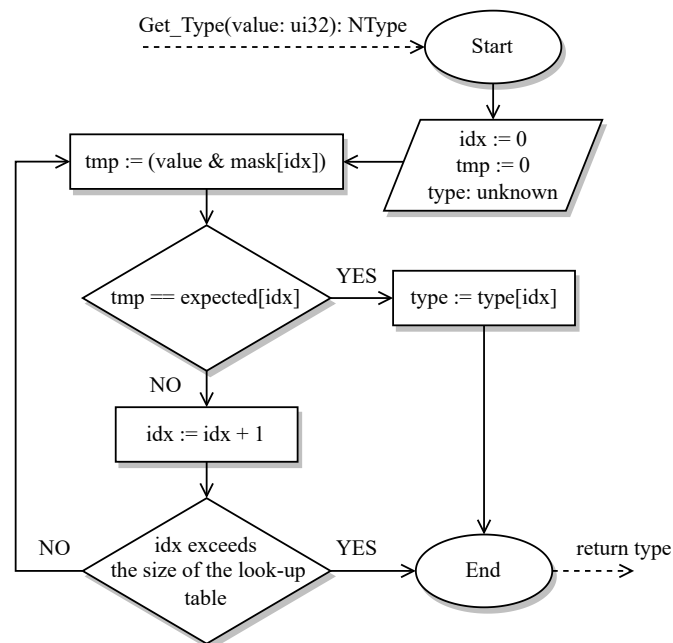 Get_Type(value: ui32): NType
Start
idx := 0
tmp := 0
type: unknown
tmp := (value & mask[idx])
tmp == expected[idx]
YES
type := type[idx]
NO
idx := idx + 1
idx exceeds
the size of the look-up
table
NO
YES
End
return type